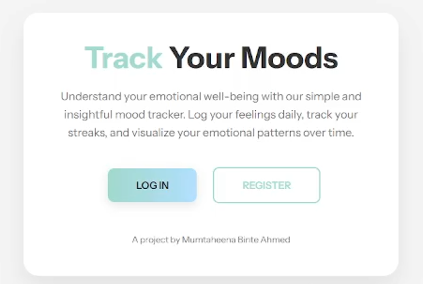 Track Your Moods
Understand your emotional well-being with our simple and
insightful mood tracker. Log your feelings daily, track your
streaks, and visualize your emotional patterns over time.
LOG IN
REGISTER
A project by Mumtaheena Binte Ahmed